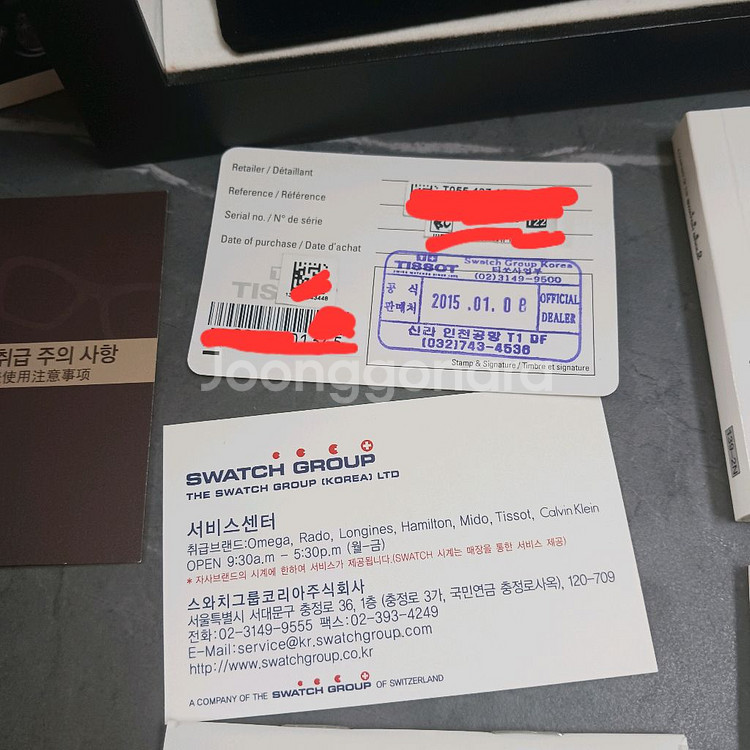 Retailer / Détaillant
Reference / Référence
Serial no. / N° de série
122
Date of purchase / Date d'achat
TIS
TISSOT
Swatch Group Korea
티쏘사업부
(02)3149-9500
공 식
판매처
2015 .01. 08
OFFICIAL
DEALER
신라 인천공항 T1 DF
(032)743-4536
Stamp & Signature / Timbre et signature
Joonggonara
취급 주의 사항
使用注意事项
SWATCH GROUP
THE SWATCH GROUP (KOREA) LTD
서비스센터
취급브랜드:Omega, Rado, Longines, Hamilton, Mido, Tissot, Calvin Klein
OPEN 9:30a.m - 5:30p.m (월-금)
* 자사브랜드의 시계에 한하여 서비스가 제공됩니다.(SWATCH 시계는 매장을 통한 서비스 제공)
스와치그룹코리아주식회사
서울특별시 서대문구 충정로 36, 1층 (충정로 3가, 국민연금 충정로사옥), 120-709
전화:02-3149-9555 팩스:02-393-4249
E-Mail:service@kr.swatchgroup.com
http://www.swatchgroup.co.kr
A COMPANY OF THE SWATCH GROUP OF SWITZERLAND